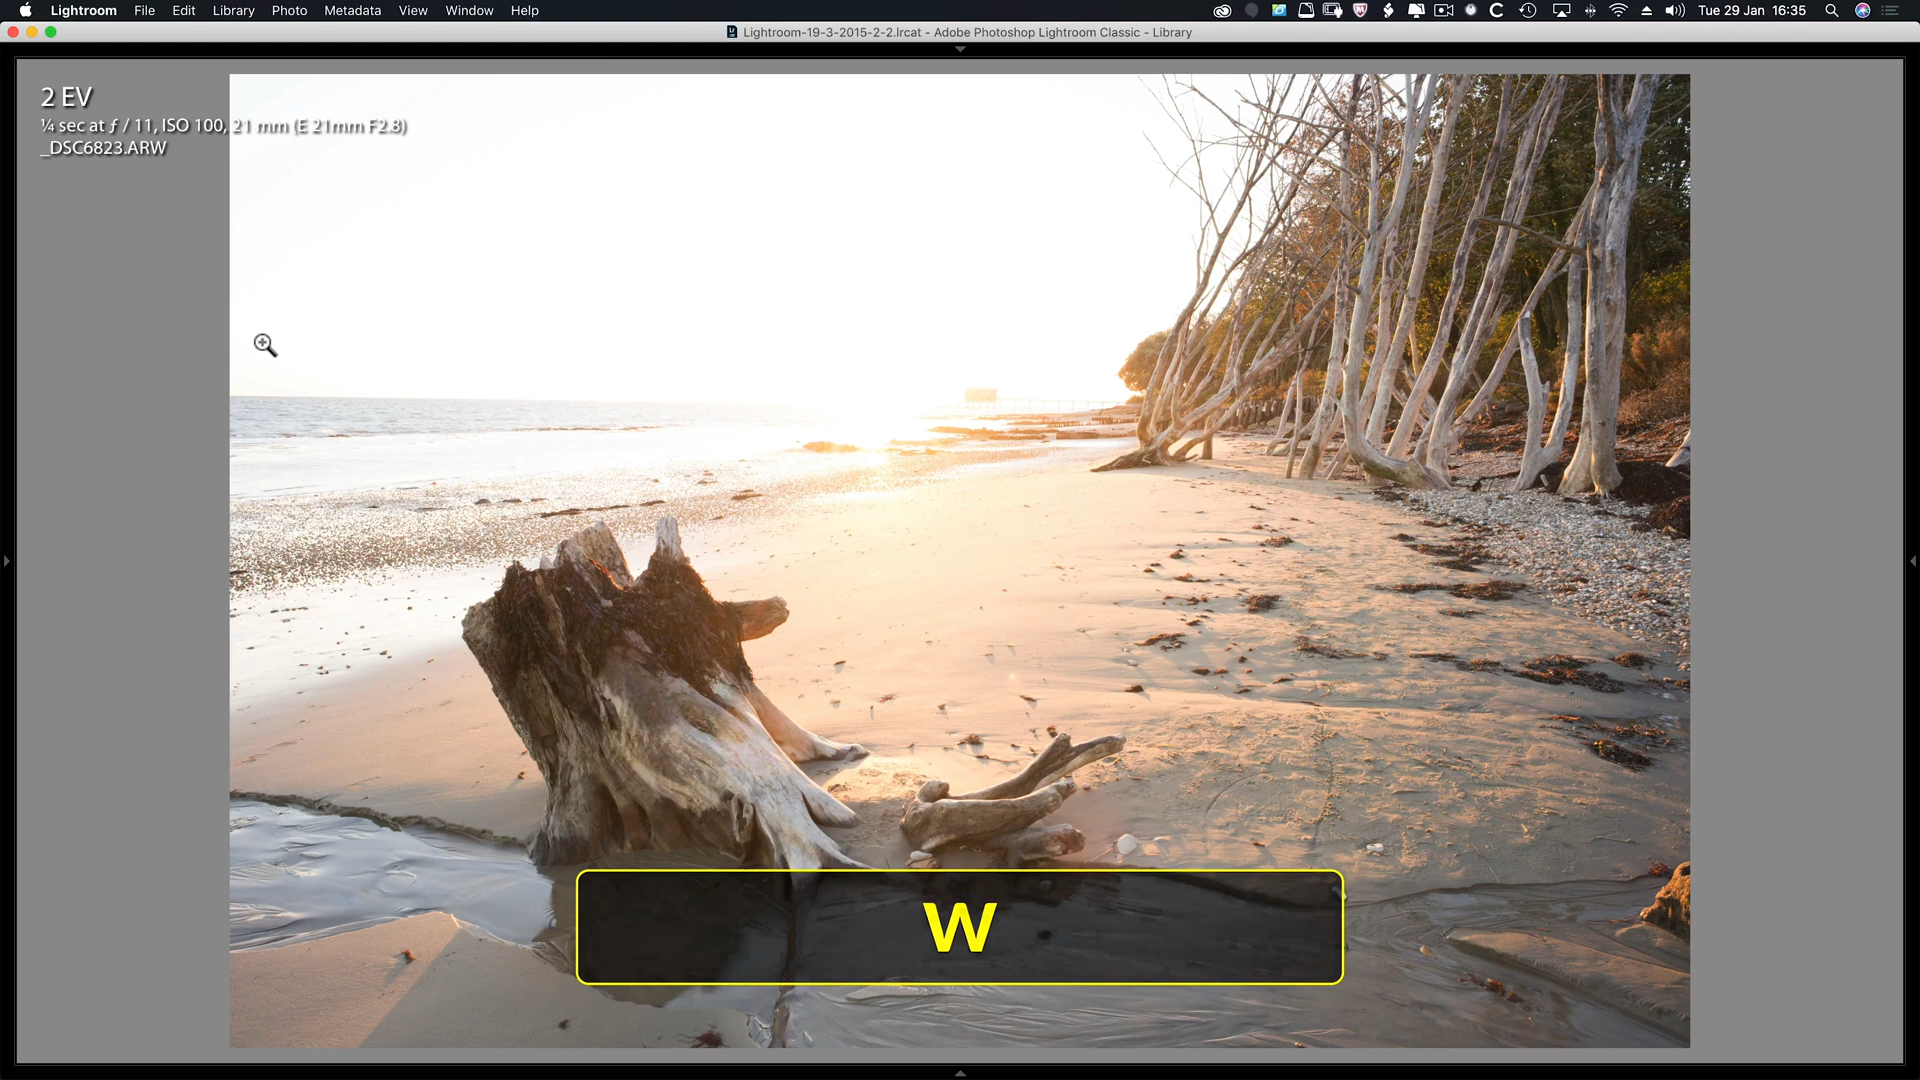 Lightroom File Edit Library Photo Metadata View Window Help Tue 29 Jan 16:35
Lightroom-19-3-2015-2-2.lrcat - Adobe Photoshop Lightroom Classic - Library
2 EV
¼ sec at ƒ / 11, ISO 100, 21 mm (E 21mm F2.8)
_DSC6823.ARW
W